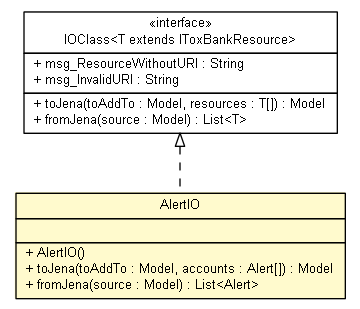 «interface»
IOClass<T extends IToxBankResource>
+ msg_ResourceWithoutURI : String
+ msg_InvalidURI : String
+ toJena(toAddTo : Model, resources : T[]) : Model
+ fromJena(source : Model) : List<T>
AlertIO
+ AlertIO()
+ toJena(toAddTo : Model, accounts : Alert[]) : Model
+ fromJena(source : Model) : List<Alert>